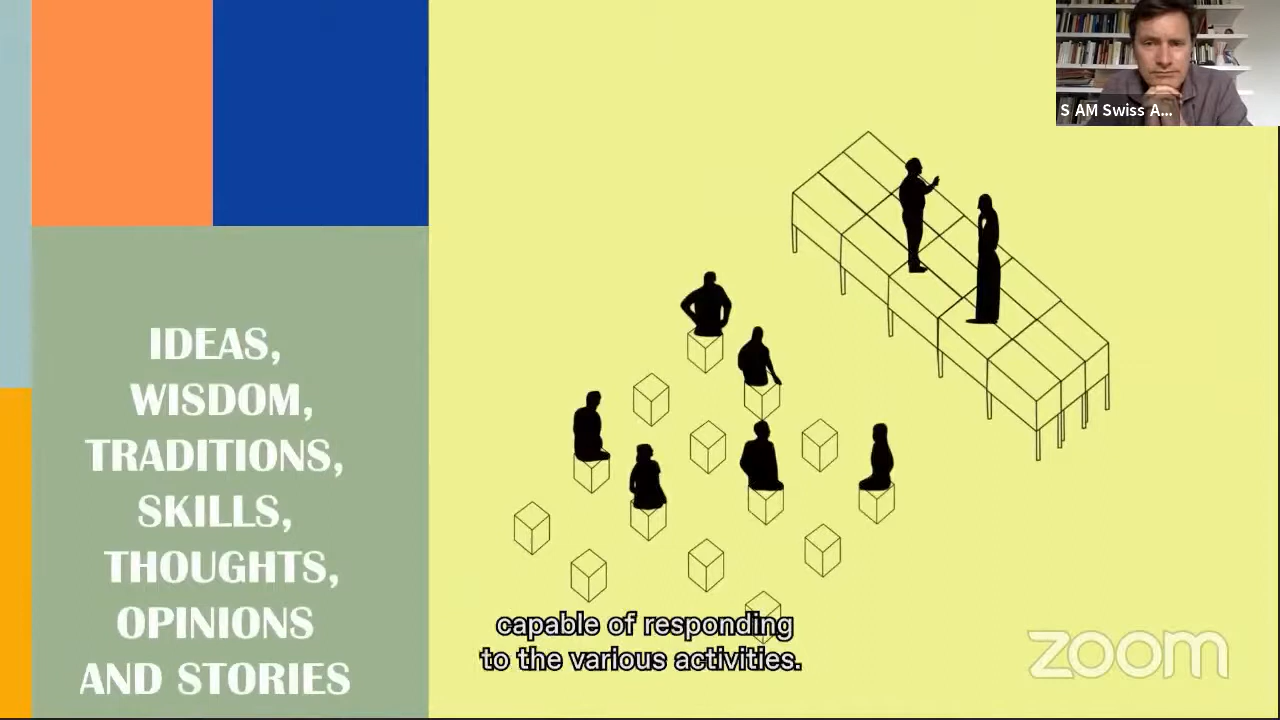 S AM Swiss A...
IDEAS,
WISDOM,
TRADITIONS,
SKILLS,
THOUGHTS,
OPINIONS
AND STORIES
capable of responding
to the various activities.
zoom